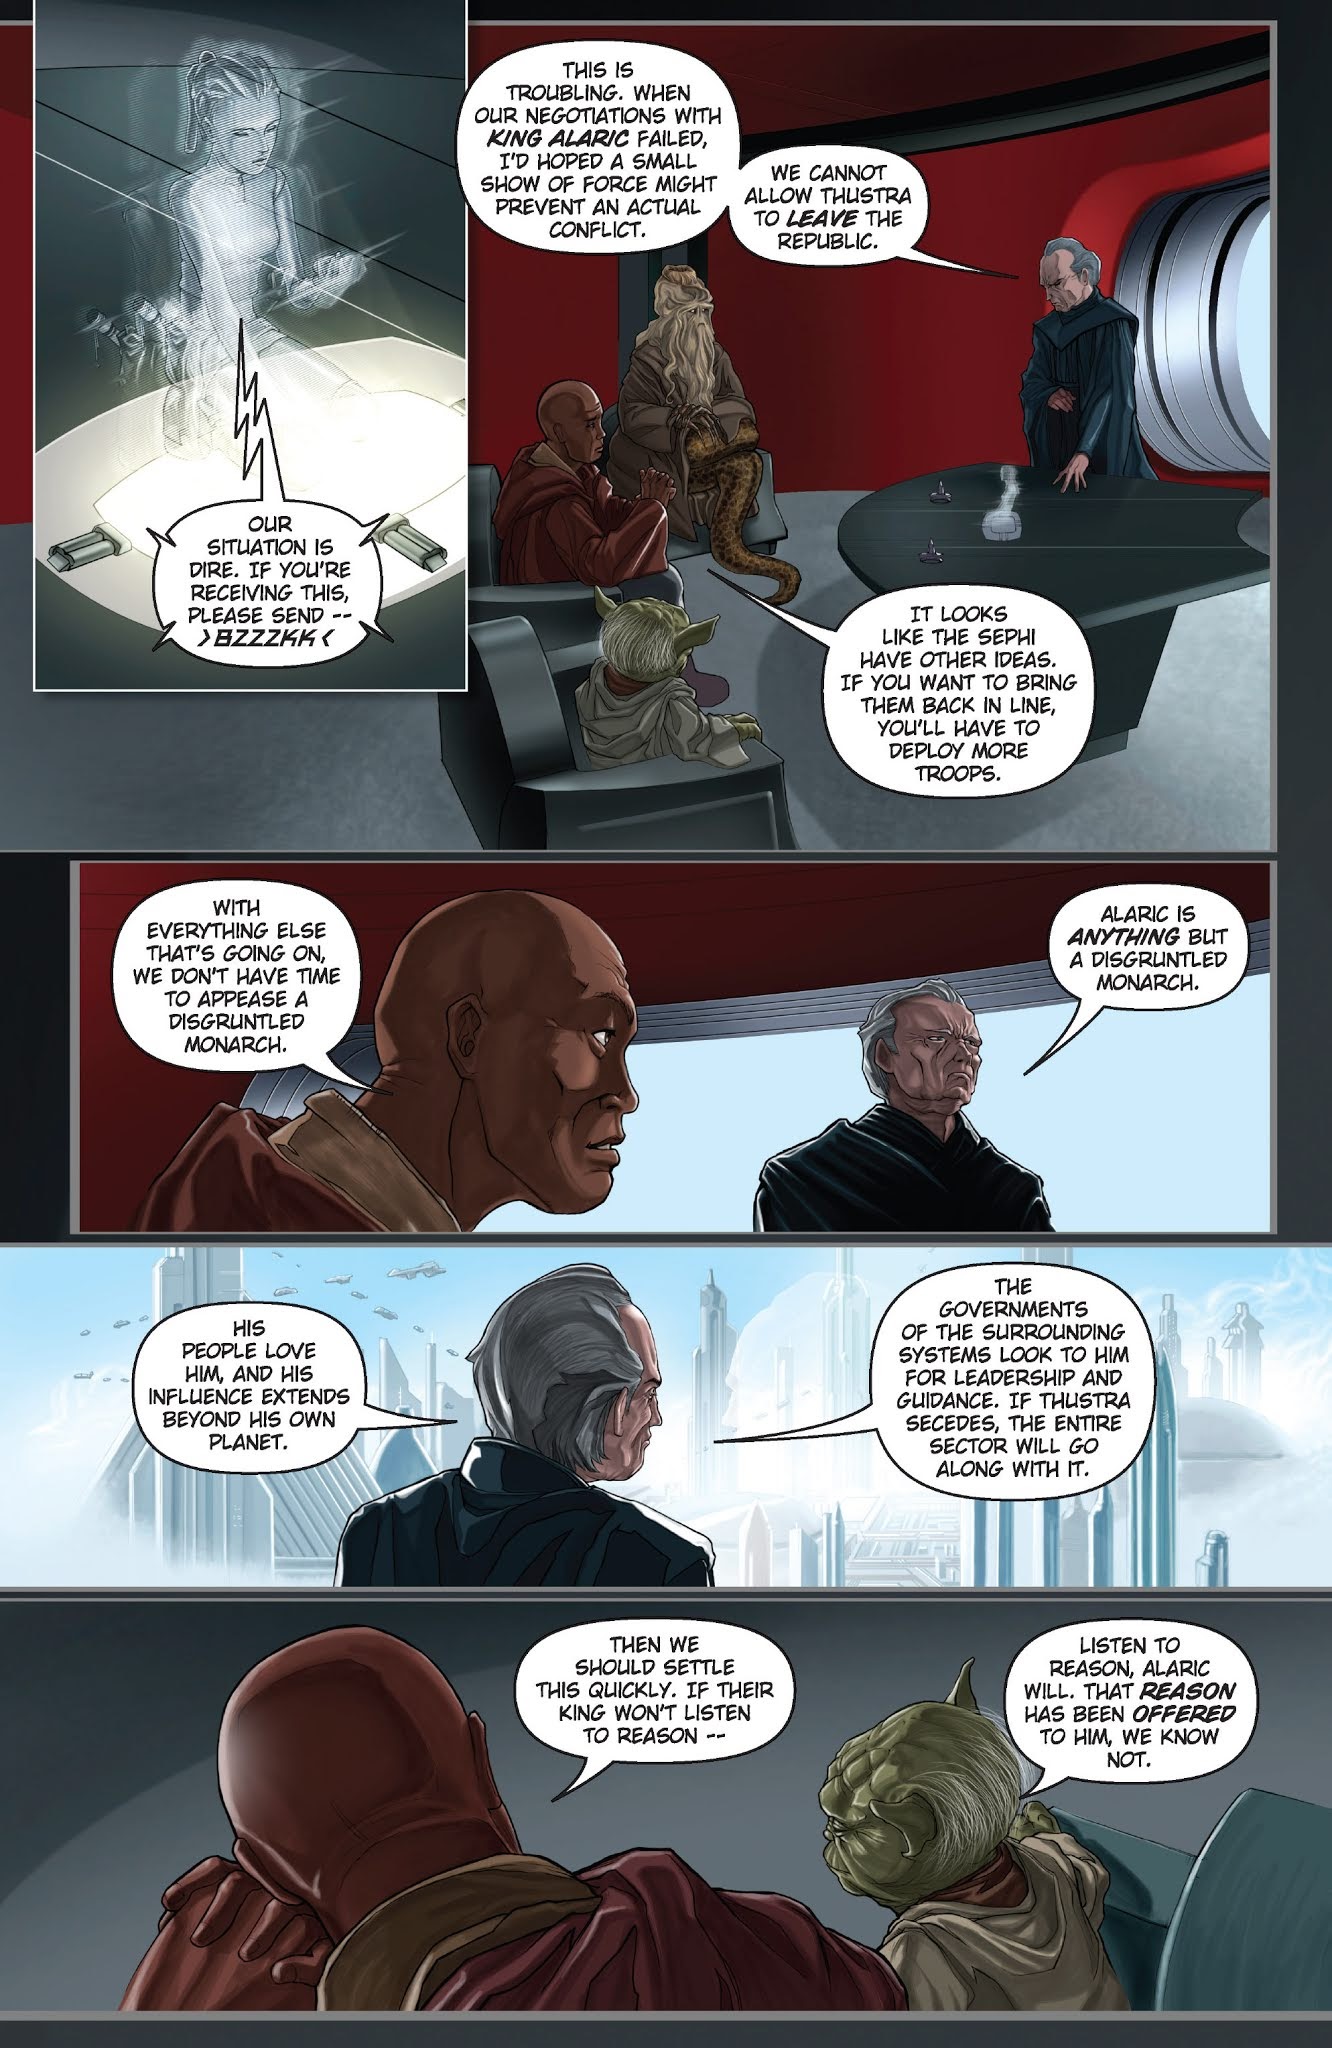 OUR
SITUATION IS
DIRE. IF YOU'RE
RECEIVING THIS,
PLEASE SEND --
>BZZZKK<
THIS IS
TROUBLING. WHEN
OUR NEGOTIATIONS WITH
KING ALARIC FAILED,
I'D HOPED A SMALL
SHOW OF FORCE MIGHT
PREVENT AN ACTUAL
CONFLICT.
WE CANNOT
ALLOW THUSTRA
TO LEAVE THE
REPUBLIC.
IT LOOKS
LIKE THE SEPHI
HAVE OTHER IDEAS.
IF YOU WANT TO BRING
THEM BACK IN LINE,
YOU'LL HAVE TO
DEPLOY MORE
TROOPS.
WITH
EVERYTHING ELSE
THAT'S GOING ON,
WE DON'T HAVE TIME
TO APPEASE A
DISGRUNTLED
MONARCH.
ALARIC IS
ANYTHING BUT
A DISGRUNTLED
MONARCH.
HIS
PEOPLE LOVE
HIM, AND HIS
INFLUENCE EXTENDS
BEYOND HIS OWN
PLANET.
THE
GOVERNMENTS
OF THE SURROUNDING
SYSTEMS LOOK TO HIM
FOR LEADERSHIP AND
GUIDANCE. IF THUSTRA
SECEDES, THE ENTIRE
SECTOR WILL GO
ALONG WITH IT.
THEN WE
SHOULD SETTLE
THIS QUICKLY. IF THEIR
KING WON'T LISTEN
TO REASON --
LISTEN TO
REASON, ALARIC
WILL. THAT REASON
HAS BEEN OFFERED
TO HIM, WE KNOW
NOT.